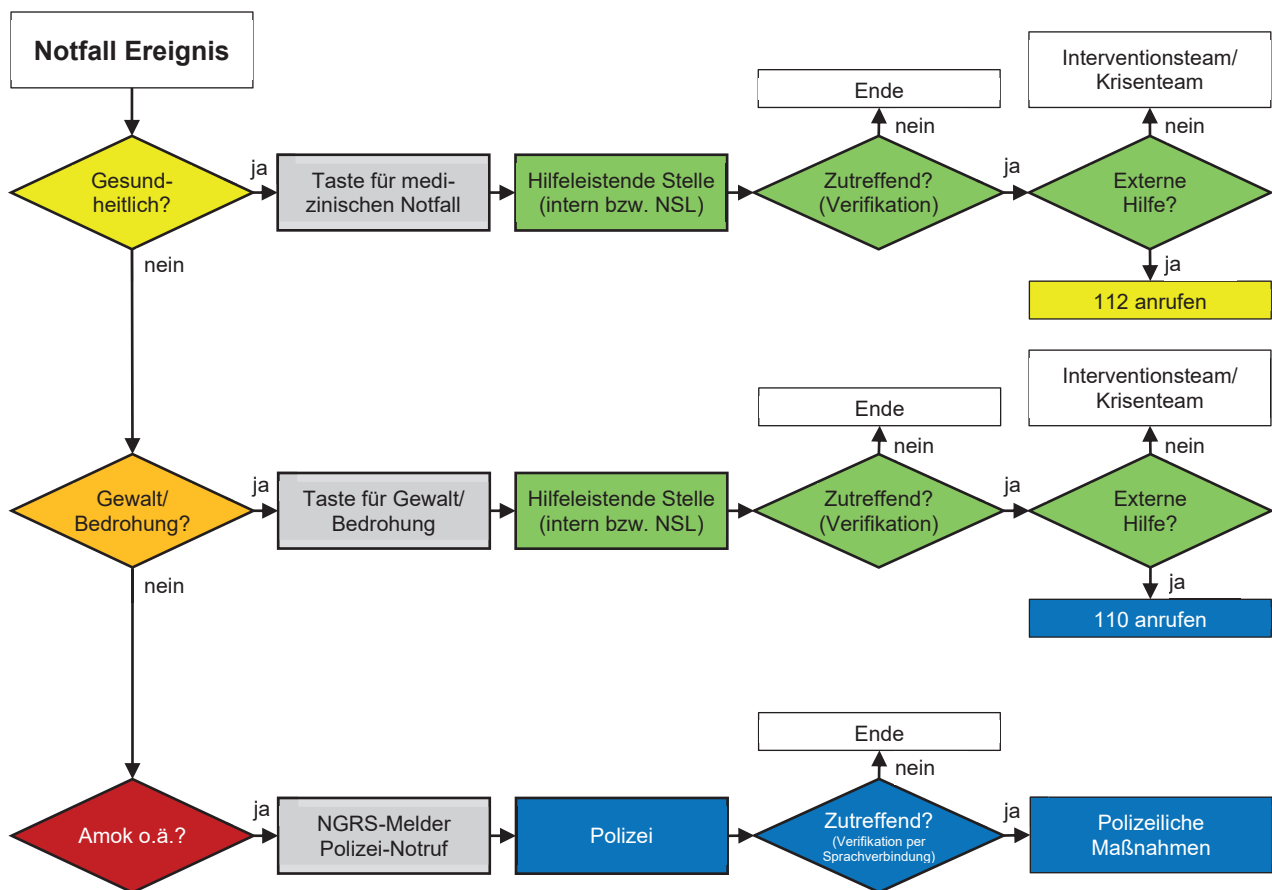 Notfall Ereignis
Gesund-
heitlich?
ja
nein
Taste für medi-
zinischen Notfall
Hilfeleistende Stelle
(intern bzw. NSL)
Zutreffend?
(Verifikation)
nein
Ende
ja
Externe
Hilfe?
nein
Interventionsteam/
Krisenteam
ja
112 anrufen
Gewalt/
Bedrohung?
ja
nein
Taste für Gewalt/
Bedrohung
Hilfeleistende Stelle
(intern bzw. NSL)
Zutreffend?
(Verifikation)
nein
Ende
ja
Externe
Hilfe?
nein
Interventionsteam/
Krisenteam
ja
110 anrufen
Amok o.ä.?
ja
NGRS-Melder
Polizei-Notruf
Polizei
Zutreffend?
(Verifikation per
Sprachverbindung)
nein
Ende
ja
Polizeiliche
Maßnahmen